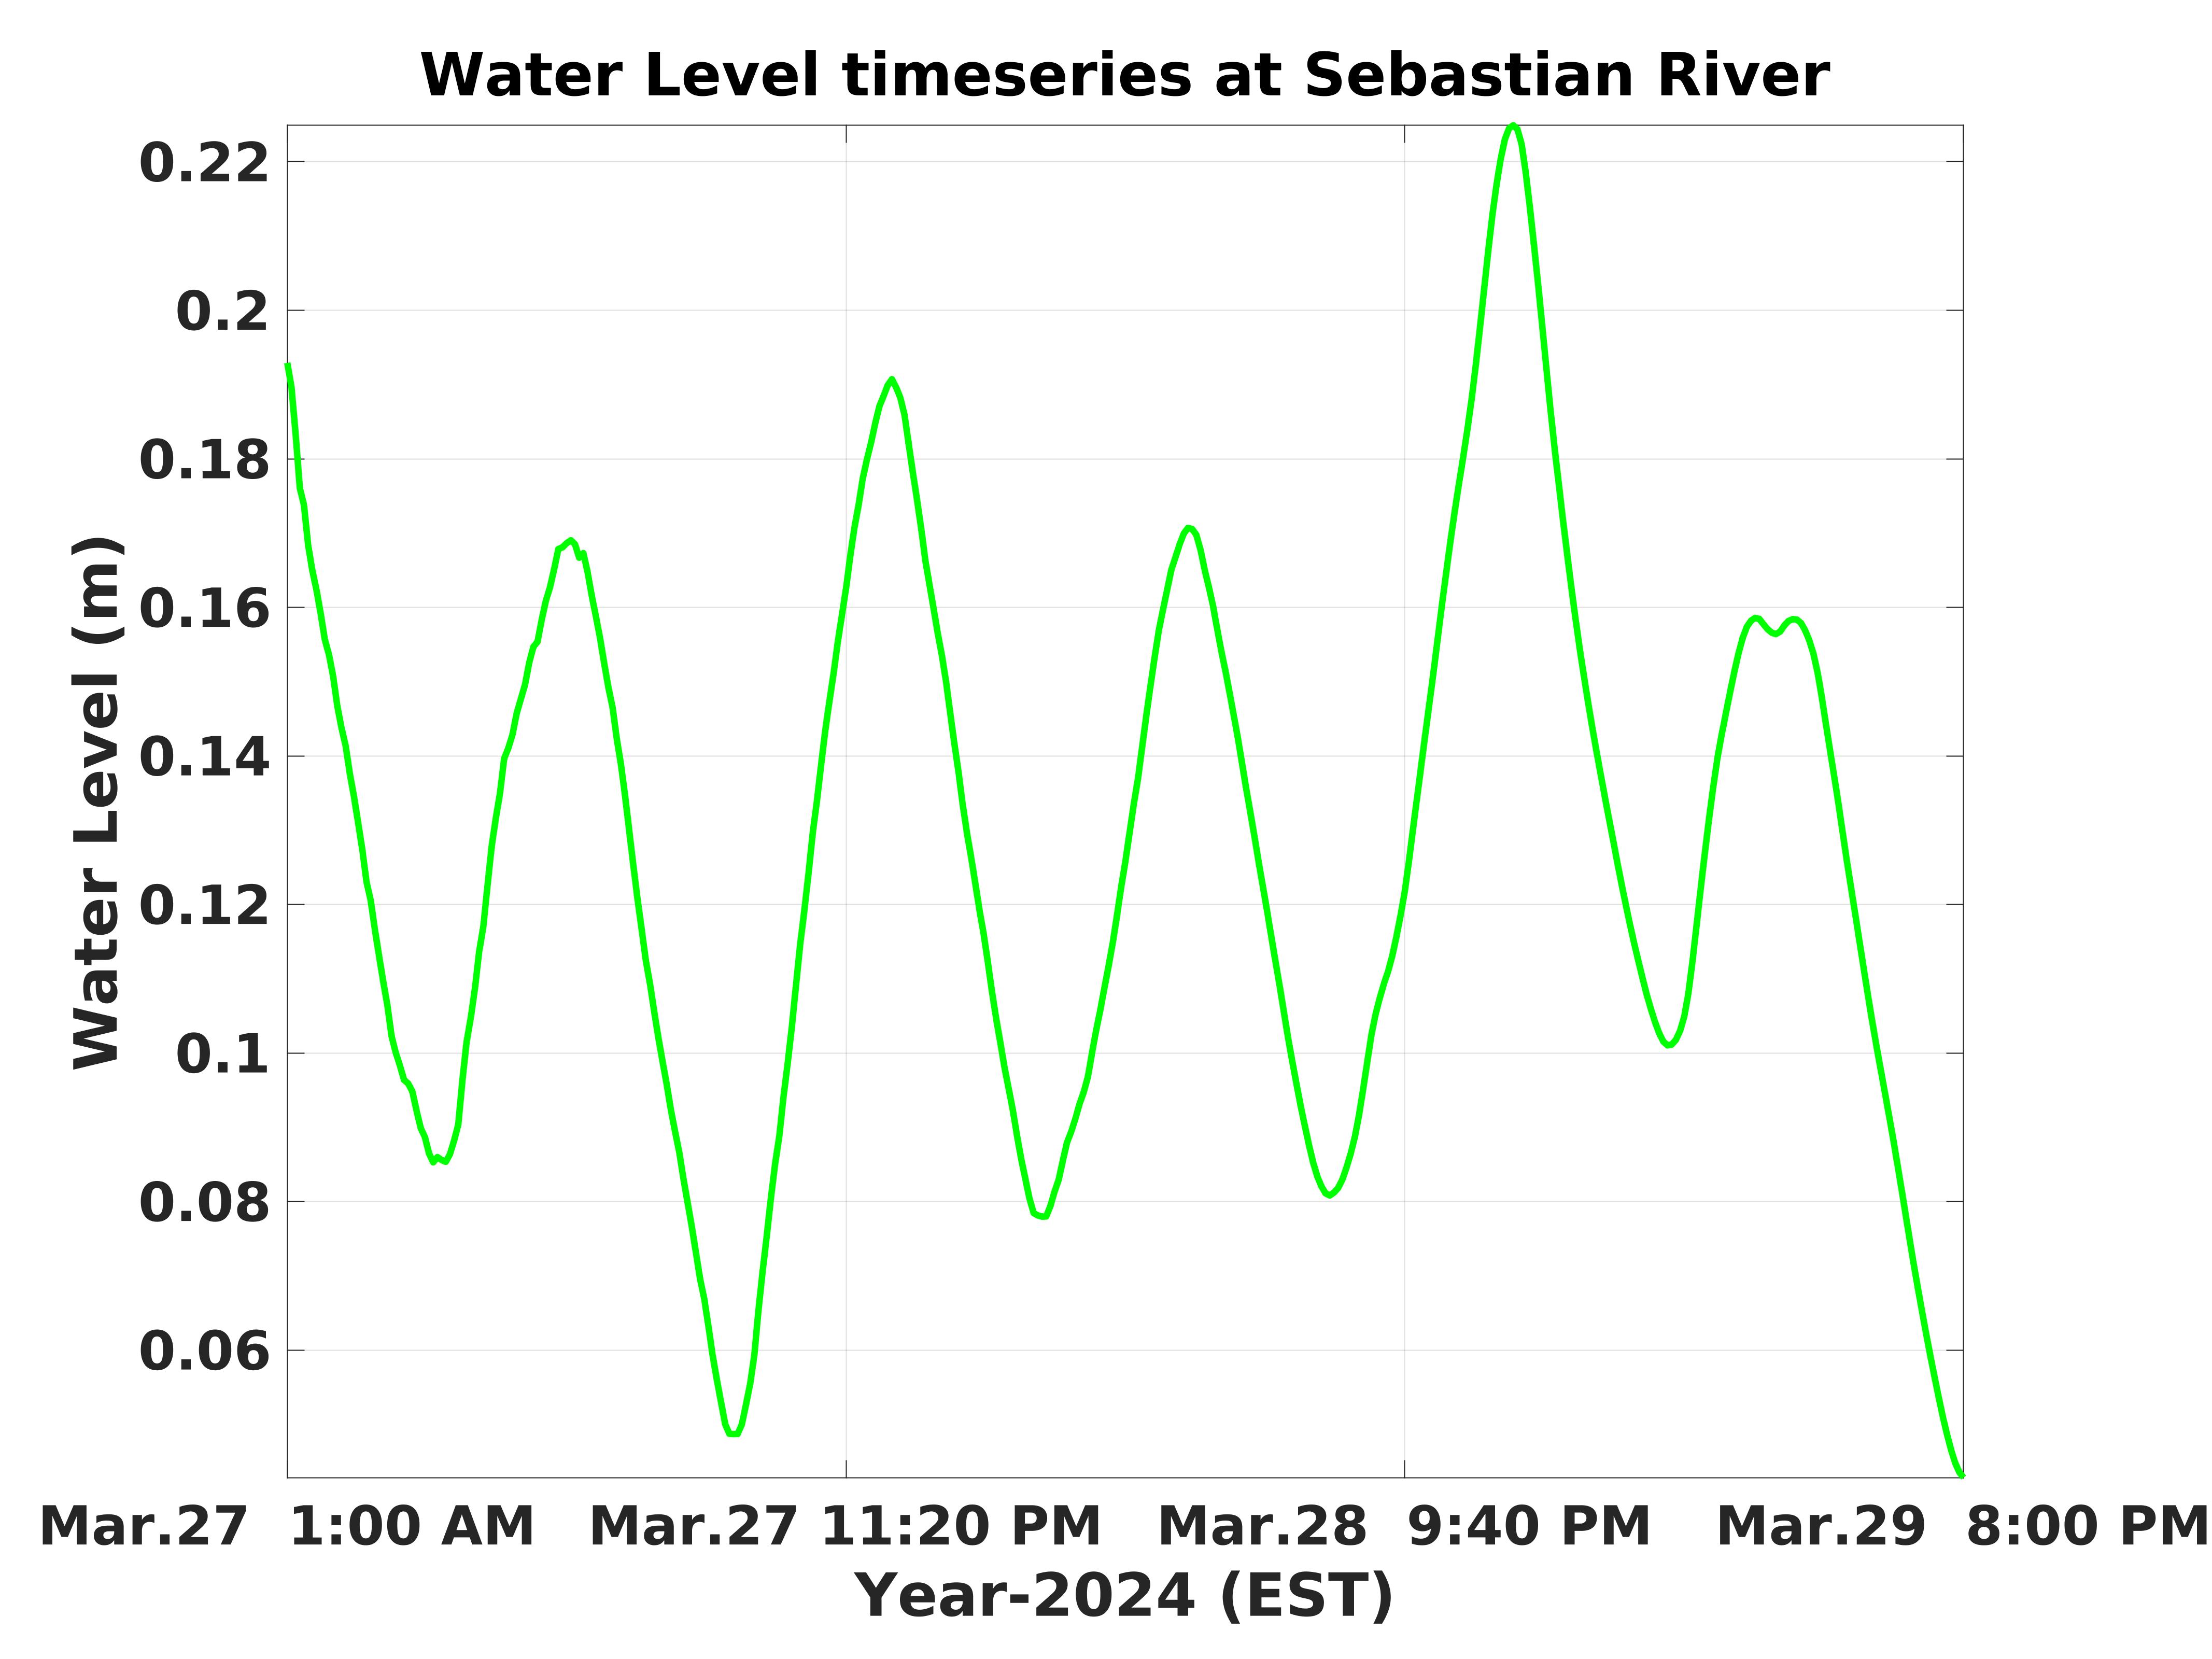 Water Level timeseries at Sebastian River
0.22
0.2
0.18
0.16
0.14
0.12
0.1
0.08
0.06
Water Level (m)
Mar.27 1:00 AM Mar.27 11:20 PM Mar.28 9:40 PM Mar.29 8:00 PM
Year-2024 (EST)